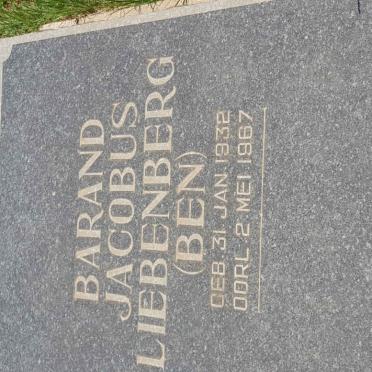 BARAND
JACOBUS
LIEBENBERG
(BEN)
GEB 31 JAN 1932
OORL 2 MEI 1967